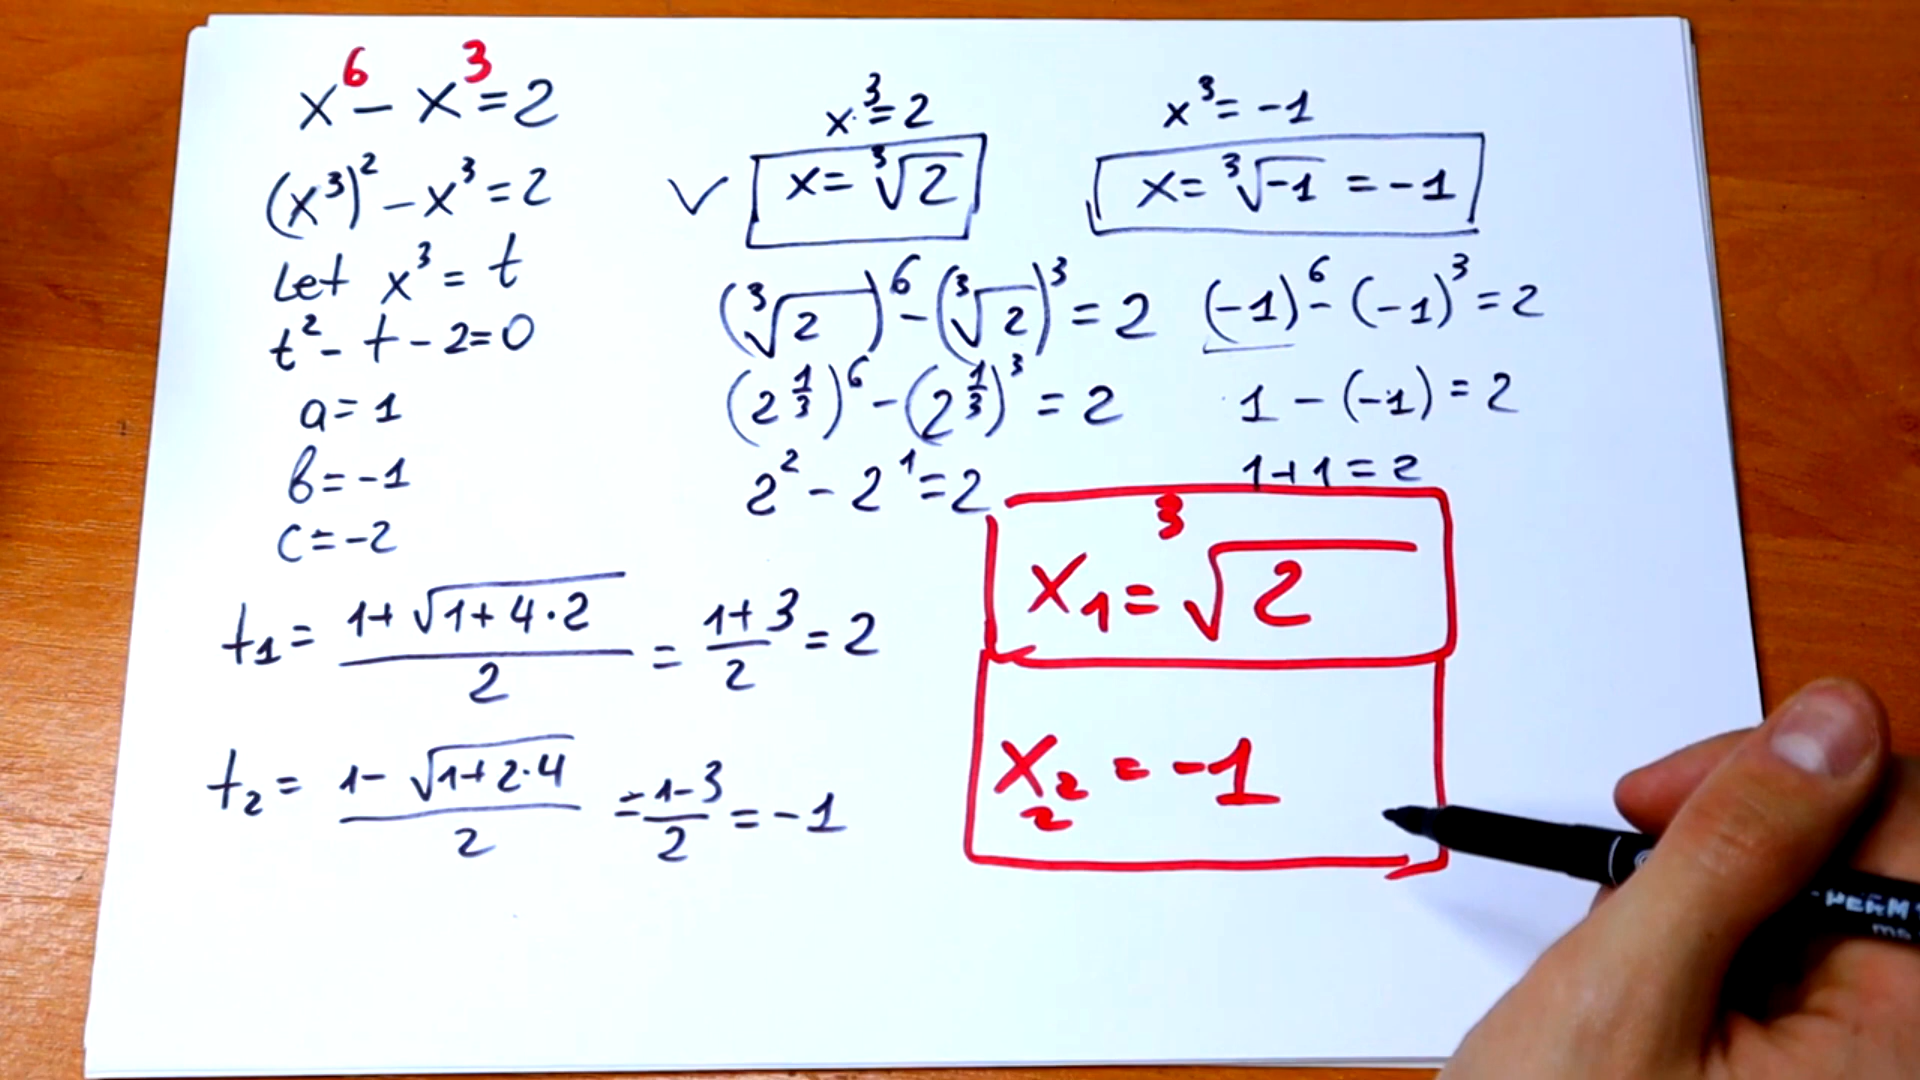 x⁶ - x³ = 2
(x³)² - x³ = 2
Let x³ = t
t² - t - 2 = 0
a = 1
b = -1
c = -2
t₁ = (1+√(1+4·2))/2 = (1+3)/2 = 2
t₂ = (1-√(1+2·4))/2 = (1-3)/2 = -1
x³ = 2
✓ x = ∛2
(∛2)⁶ - (∛2)³ = 2
(2^(1/3))⁶ - (2^(1/3))³ = 2
2² - 2¹ = 2
x³ = -1
x = ∛-1 = -1
(-1)⁶ - (-1)³ = 2
1 - (-1) = 2
1+1 = 2
x₁ = ∛2
x₂ = -1
2